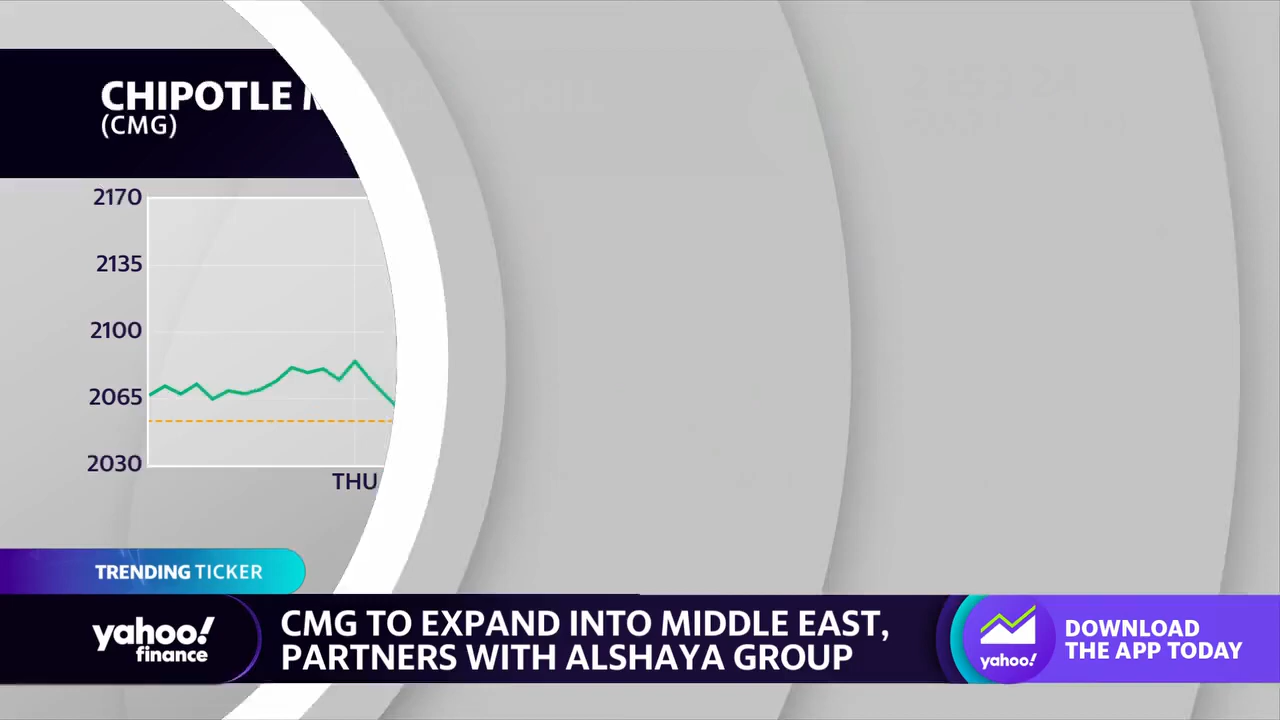 CHIPOTLE
(CMG)
2170
2135
2100
2065
2030
THU
TRENDING TICKER
yahoo!
finance
CMG TO EXPAND INTO MIDDLE EAST,
PARTNERS WITH ALSHAYA GROUP
yahoo!
DOWNLOAD
THE APP TODAY